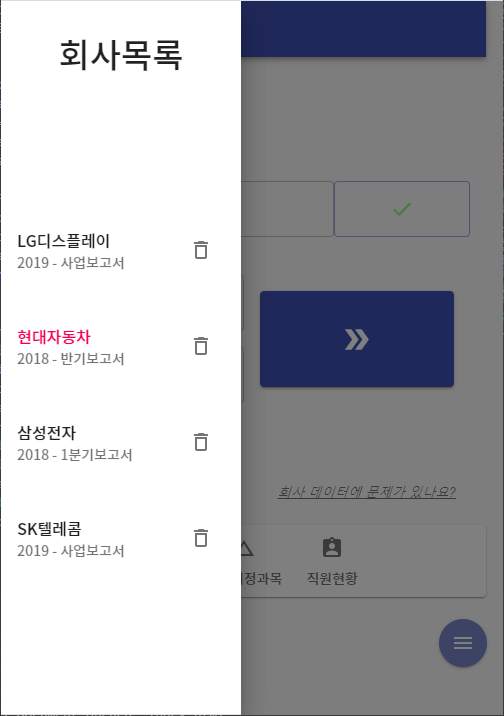 회사목록
LG디스플레이
2019 - 사업보고서
현대자동차
2018 - 반기보고서
삼성전자
2018 - 1분기보고서
SK텔레콤
2019 - 사업보고서
회사 데이터에 문제가 있나요?
정과목
직원현황